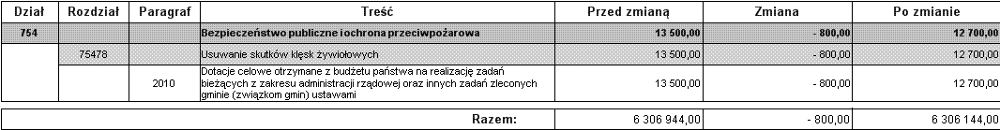 Dział Rozdział Paragraf Treść Przed zmianą Zmiana Po zmianie
754 Bezpieczeństwo publiczne i ochrona przeciwpożarowa 13 500,00 - 800,00 12 700,00
75478 Usuwanie skutków klęsk żywiołowych 13 500,00 - 800,00 12 700,00
2010 Dotacje celowe otrzymane z budżetu państwa na realizację zadań
bieżących z zakresu administracji rządowej oraz innych zadań zleconych
gminie (związkom gmin) ustawami 13 500,00 - 800,00 12 700,00
Razem: 6 306 944,00 - 800,00 6 306 144,00